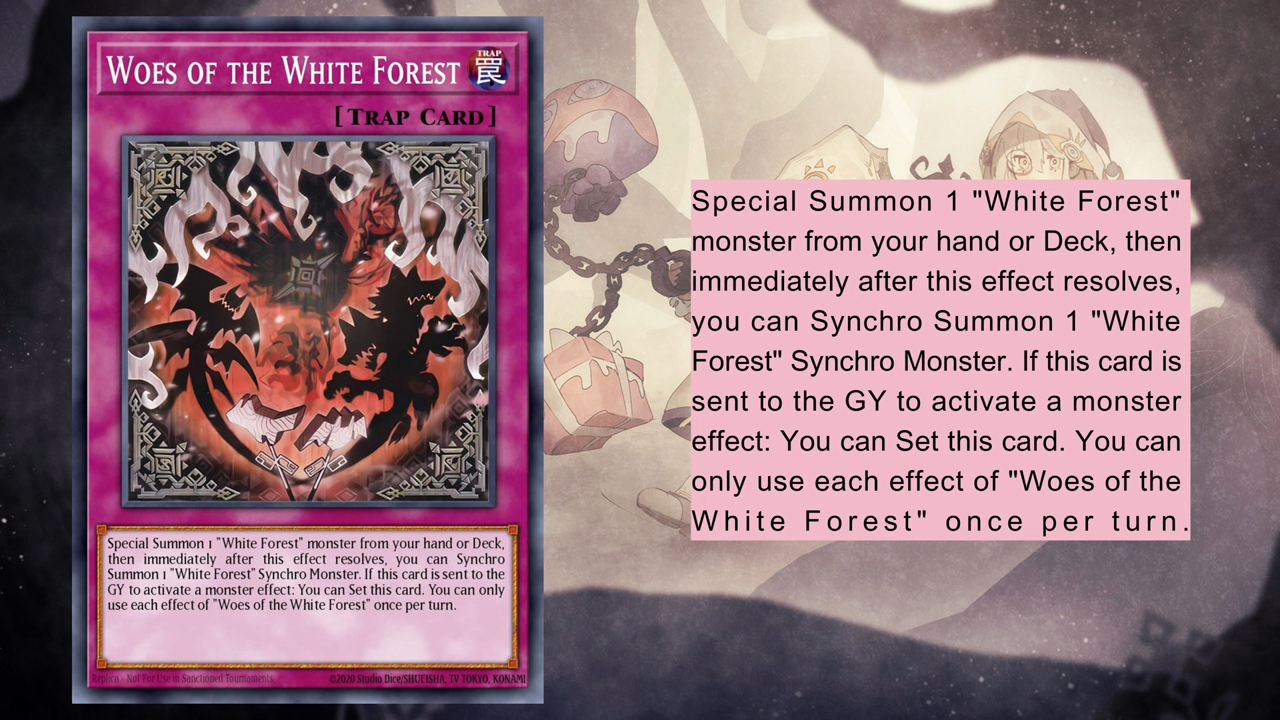 WOES OF THE WHITE FOREST
TRAP
罠
[TRAP CARD]
Special Summon 1 "White Forest" monster from your hand or Deck,
then immediately after this effect resolves, you can Synchro
Summon 1 "White Forest" Synchro Monster. If this card is sent to the
GY to activate a monster effect: You can Set this card. You can only
use each effect of "Woes of the White Forest" once per turn.
Replica - Not For Use in Sanctioned Tournaments
©2020 Studio Dice/SHUEISHA, TV TOKYO, KONAMI
Special Summon 1 "White Forest"
monster from your hand or Deck, then
immediately after this effect resolves,
you can Synchro Summon 1 "White
Forest" Synchro Monster. If this card is
sent to the GY to activate a monster
effect: You can Set this card. You can
only use each effect of "Woes of the
White Forest" once per turn.